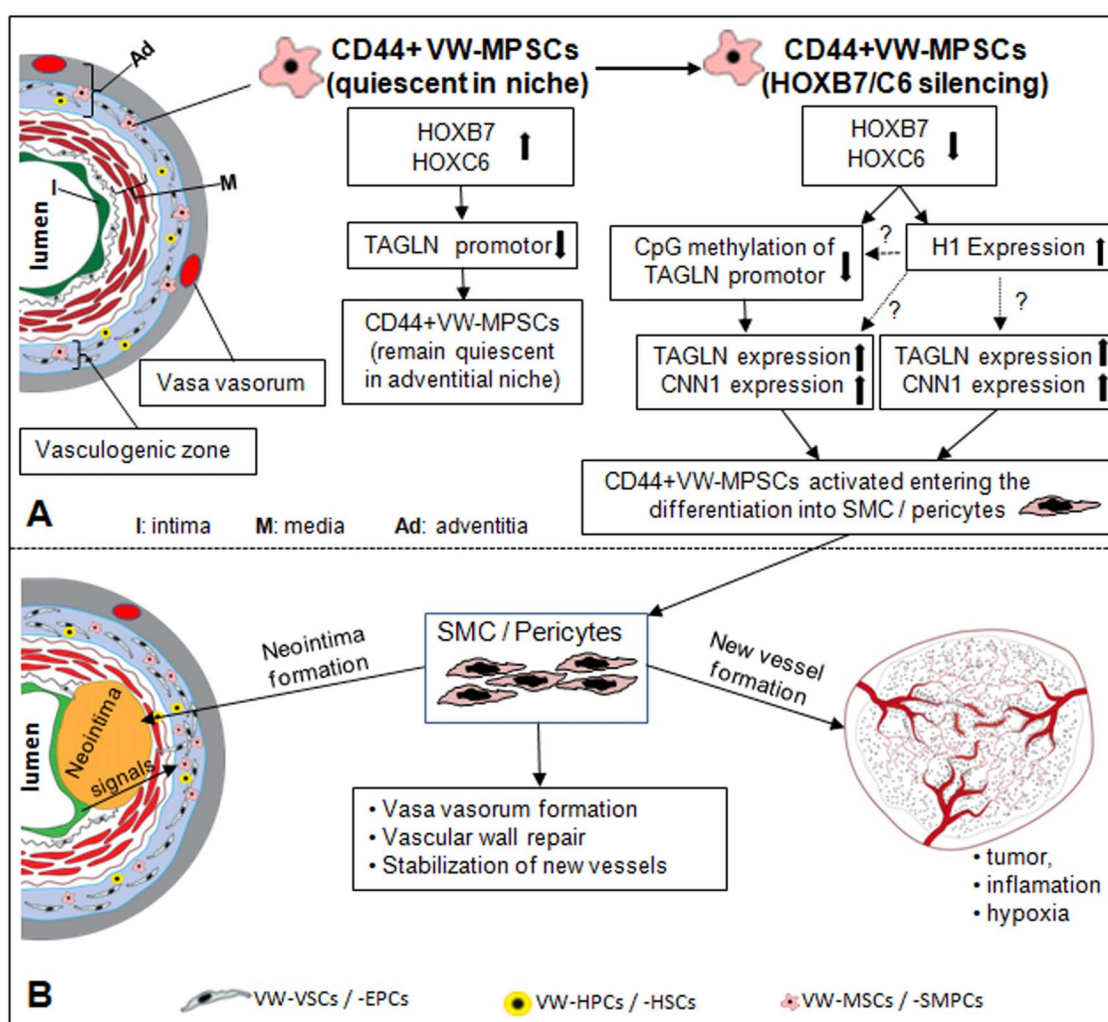 Ad
I
M
lumen
Vasa vasorum
Vasculogenic zone
CD44+ VW-MPSCs
(quiescent in niche)
HOXB7
HOXC6
TAGLN promotor
CD44+VW-MPSCs
(remain quiescent
in adventitial niche)
CD44+VW-MPSCs
(HOXB7/C6 silencing)
HOXB7
HOXC6
CpG methylation of
TAGLN promotor
?
H1 Expression
?
?
TAGLN expression
CNN1 expression
TAGLN expression
CNN1 expression
CD44+VW-MPSCs activated entering the
differentiation into SMC / pericytes
A
I: intima
M: media
Ad: adventitia
lumen
Neointima
signals
Neointima
formation
SMC / Pericytes
New vessel
formation
• Vasa vasorum formation
• Vascular wall repair
• Stabilization of new vessels
• tumor,
• inflamation
• hypoxia
B
VW-VSCs / -EPCs
VW-HPCs / -HSCs
VW-MSCs / -SMPCs